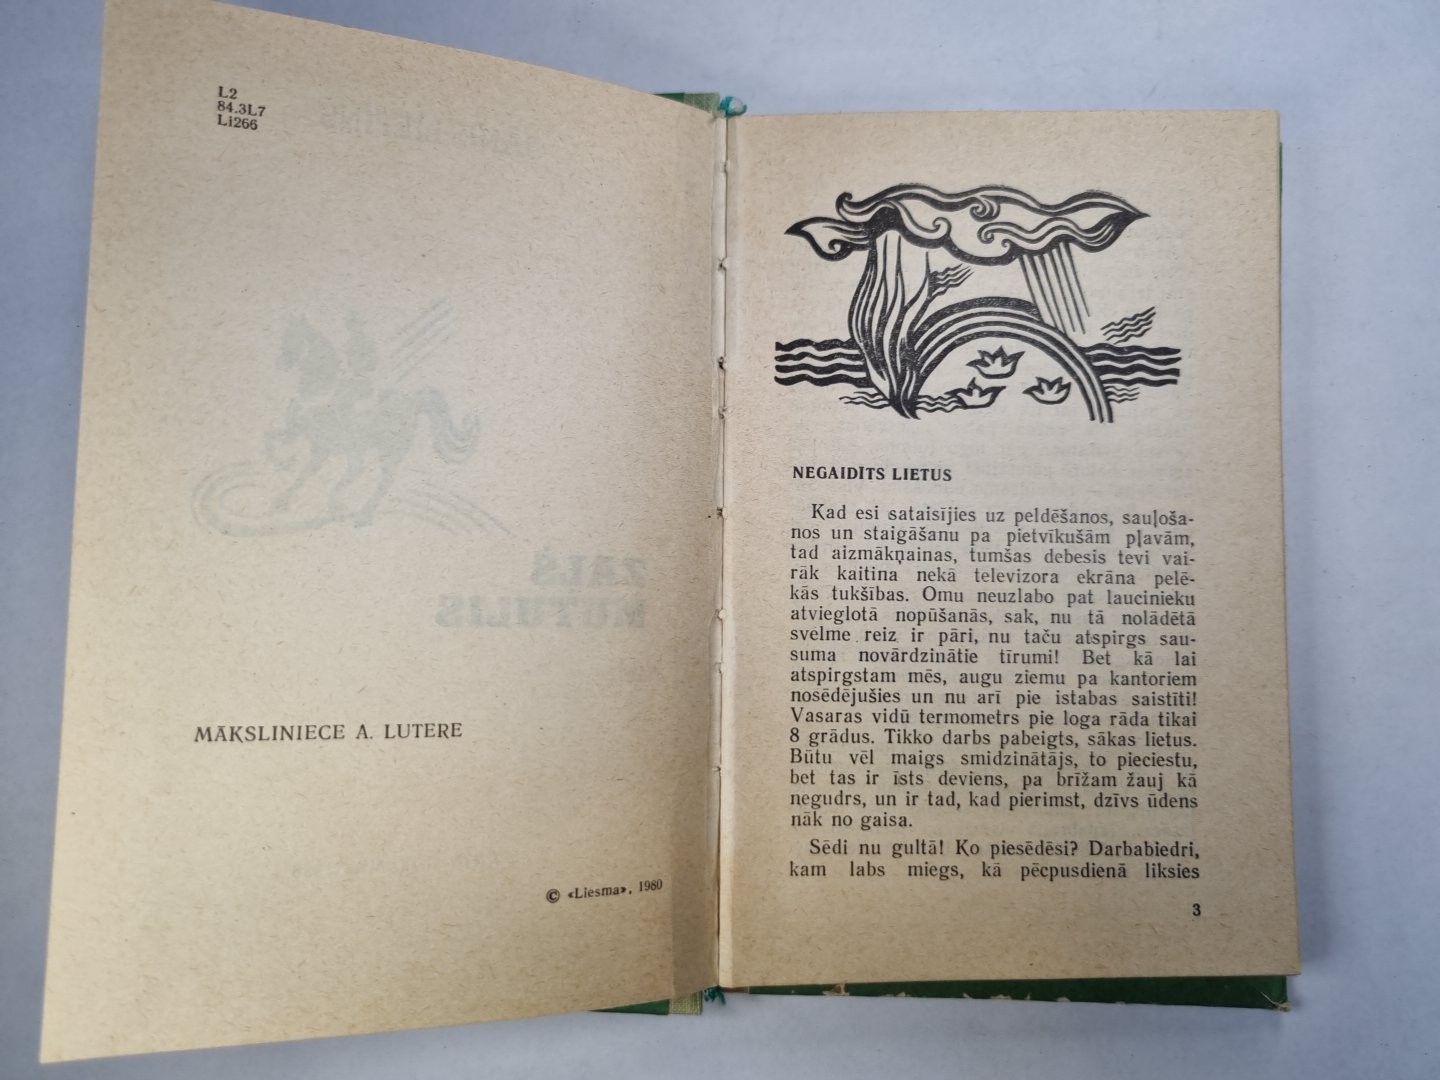 L2
84.3L7
Li266
MĀKSLINIECE A. LUTERE
© «Liesma», 1980
NEGAIDĪTS LIETUS
Kad esi sataisījies uz peldēšanos, sauļoša-
nos un staigāšanu pa pietvīkušām pļavām,
tad aizmākņainas, tumšas debesis tevi vai-
rāk kaitina nekā televizora ekrāna pelē-
kās tukšības. Omu neuzlabo pat laucinieku
atvieglotā nopūšanās, sak, nu tā nolādētā
svelme reiz ir pāri, nu taču atspirgs sau-
suma novārdzinātie tīrumi! Bet kā lai
atspirgstam mēs, augu ziemu pa kantoriem
nosēdējušies un nu arī pie istabas saistīti!
Vasaras vidū termometrs pie loga rāda tikai
8 grādus. Tikko darbs pabeigts, sākas lietus.
Būtu vēl maigs smidzinātājs, to pieciestu,
bet tas ir īsts deviens, pa brīžam žauj kā
negudrs, un ir tad, kad pierimst, dzīvs ūdens
nāk no gaisa.
Sēdi nu gultā! Ko piesēdēsi? Darbabiedri,
kam labs miegs, kā pēcpusdienā liksies
3
ZAĻŠ
MUTULIS